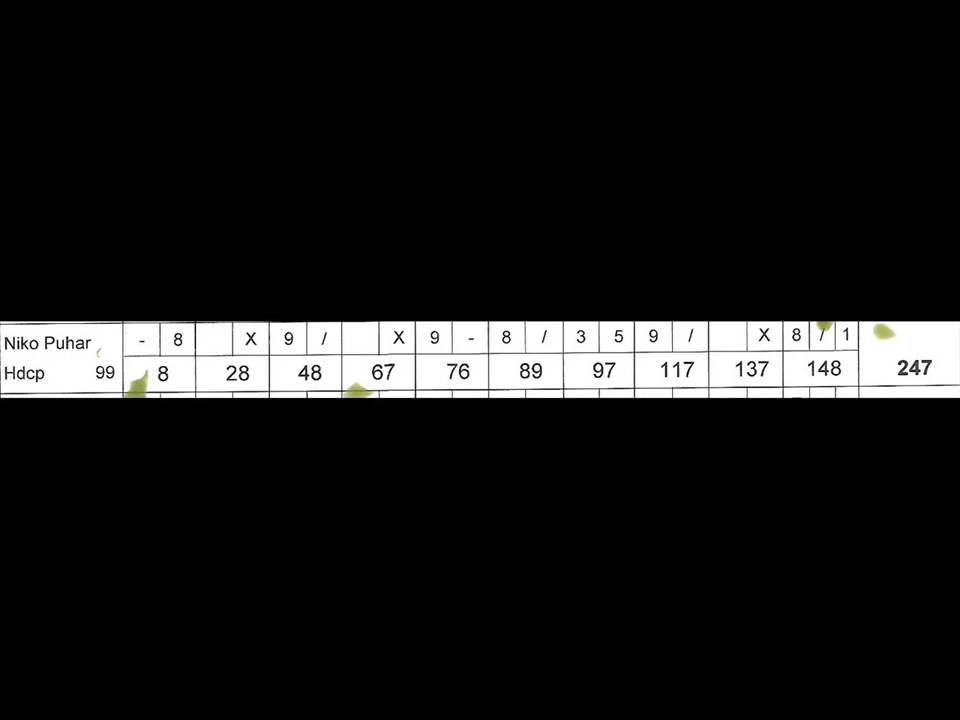 Niko Puhar - 8 X 9 / X 9 - 8 / 3 5 9 / X 8 / 1
Hdcp 99 8 28 48 67 76 89 97 117 137 148 247